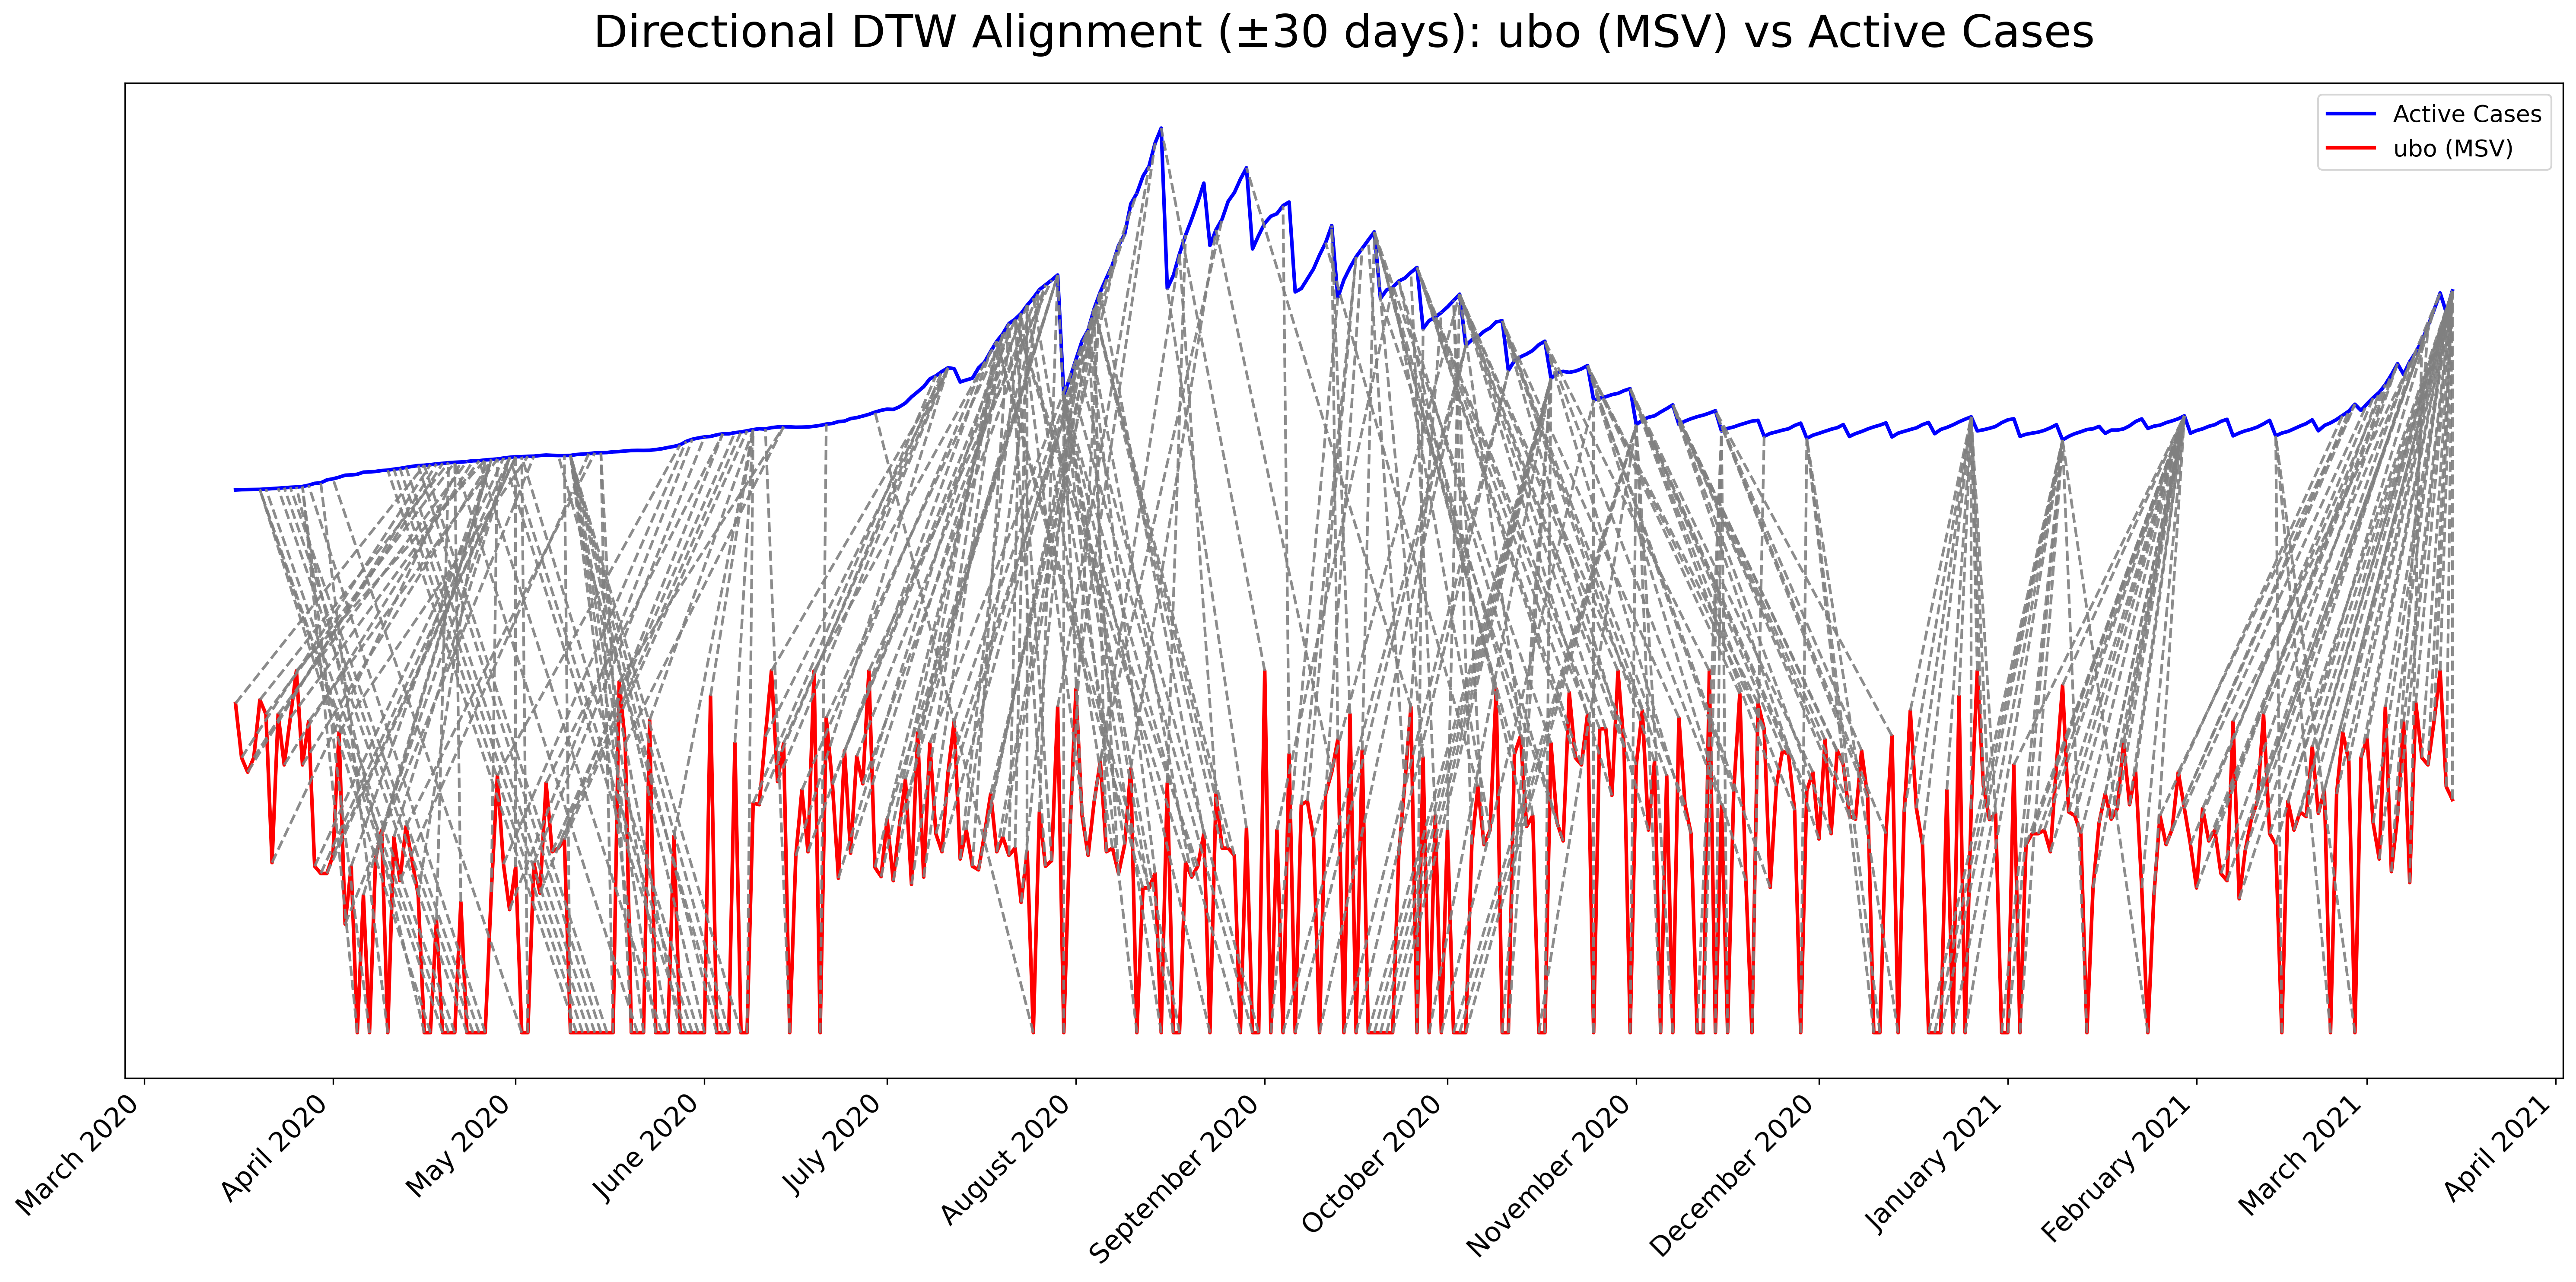 Directional DTW Alignment (±30 days): ubo (MSV) vs Active Cases
Active Cases
ubo (MSV)
March 2020
April 2020
May 2020
June 2020
July 2020
August 2020
September 2020
October 2020
November 2020
December 2020
January 2021
February 2021
March 2021
April 2021